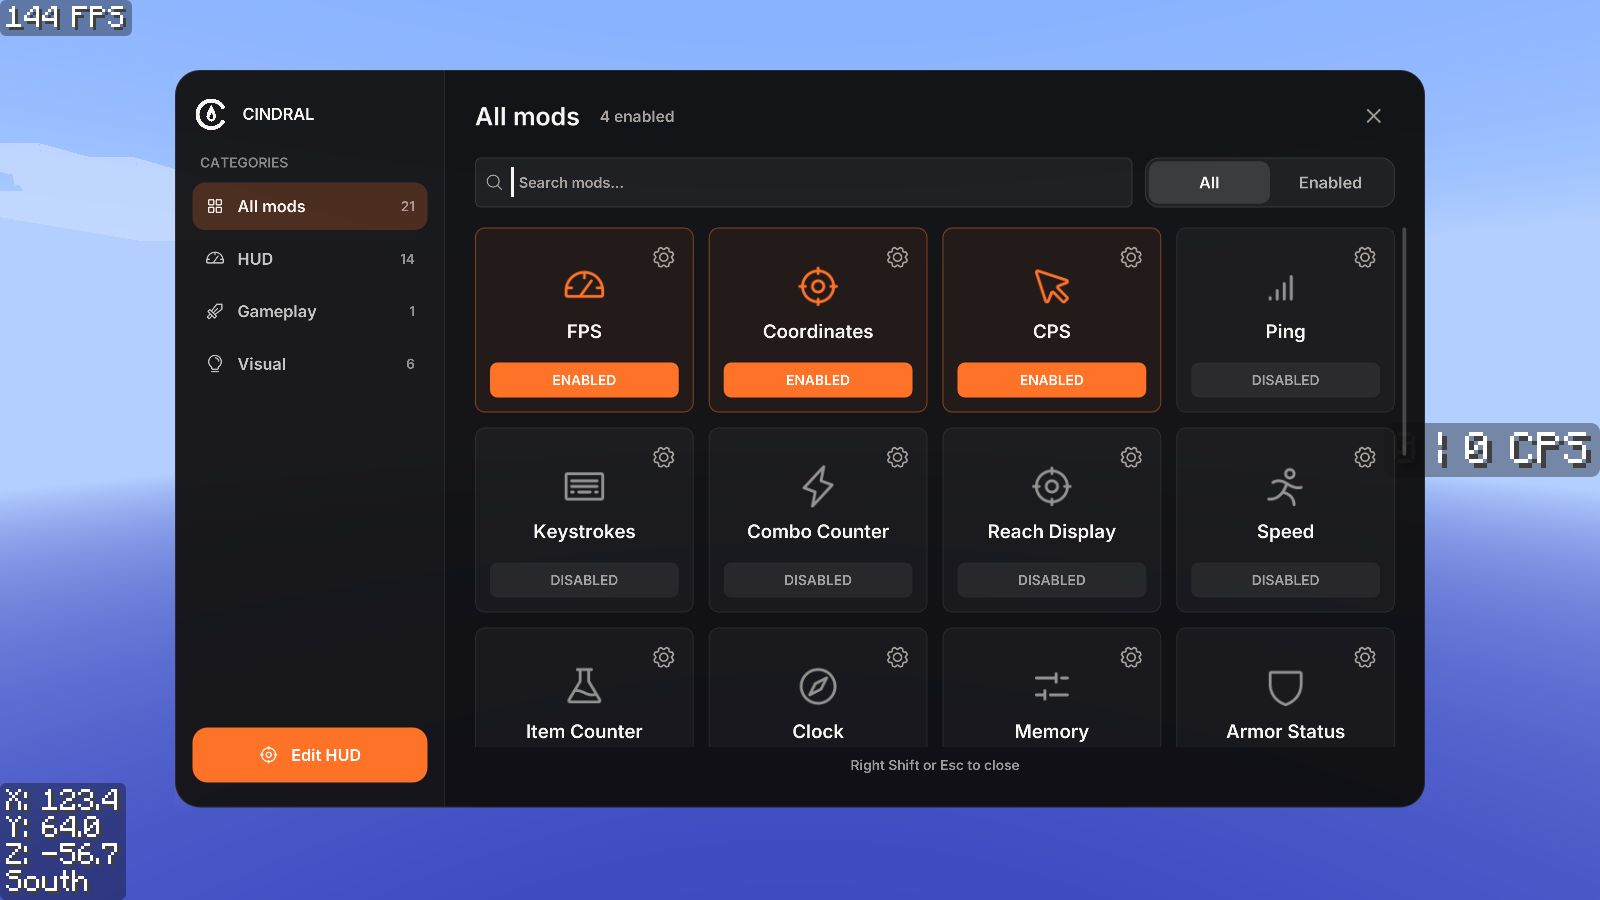 144 FPS
CINDRAL
CATEGORIES
All mods 21
HUD 14
Gameplay 1
Visual 6
Edit HUD
All mods 4 enabled
Search mods...
All Enabled
FPS
ENABLED
Coordinates
ENABLED
CPS
ENABLED
Ping
DISABLED
Keystrokes
DISABLED
Combo Counter
DISABLED
Reach Display
DISABLED
Speed
DISABLED
Item Counter
Clock
Memory
Armor Status
Right Shift or Esc to close
| 0 CPS
X: 123.4
Y: 64.0
Z: -56.7
South